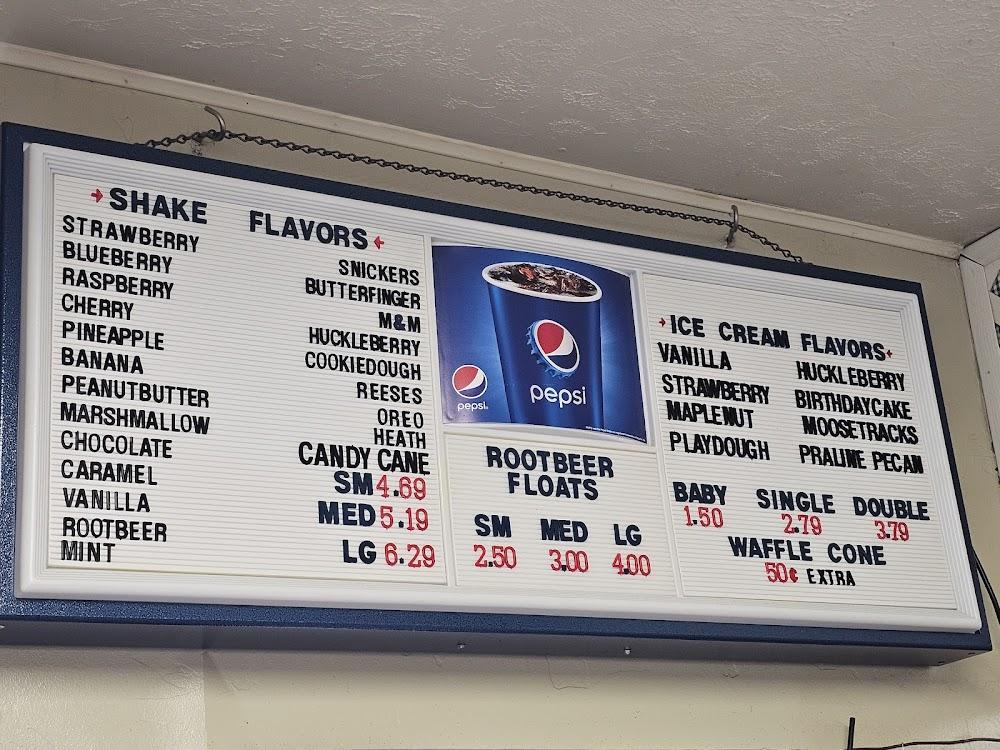 SHAKE FLAVORS
STRAWBERRY
BLUEBERRY
RASPBERRY
CHERRY
PINEAPPLE
BANANA
PEANUTBUTTER
MARSHMALLOW
CHOCOLATE
CARAMEL
VANILLA
ROOTBEER
MINT
SNICKERS
BUTTERFINGER
M&M
HUCKLEBERRY
COOKIEDOUGH
REESES
OREO
HEATH
CANDY CANE
SM 4.69
MED 5.19
LG 6.29
pepsi
pepsi
ROOTBEER
FLOATS
SM MED LG
2.50 3.00 4.00
ICE CREAM FLAVORS
VANILLA HUCKLEBERRY
STRAWBERRY BIRTHDAYCAKE
MAPLENUT MOOSETRACKS
PLAYDOUGH PRALINE PECAN
BABY SINGLE DOUBLE
1.50 2.79 3.79
WAFFLE CONE
50¢ EXTRA